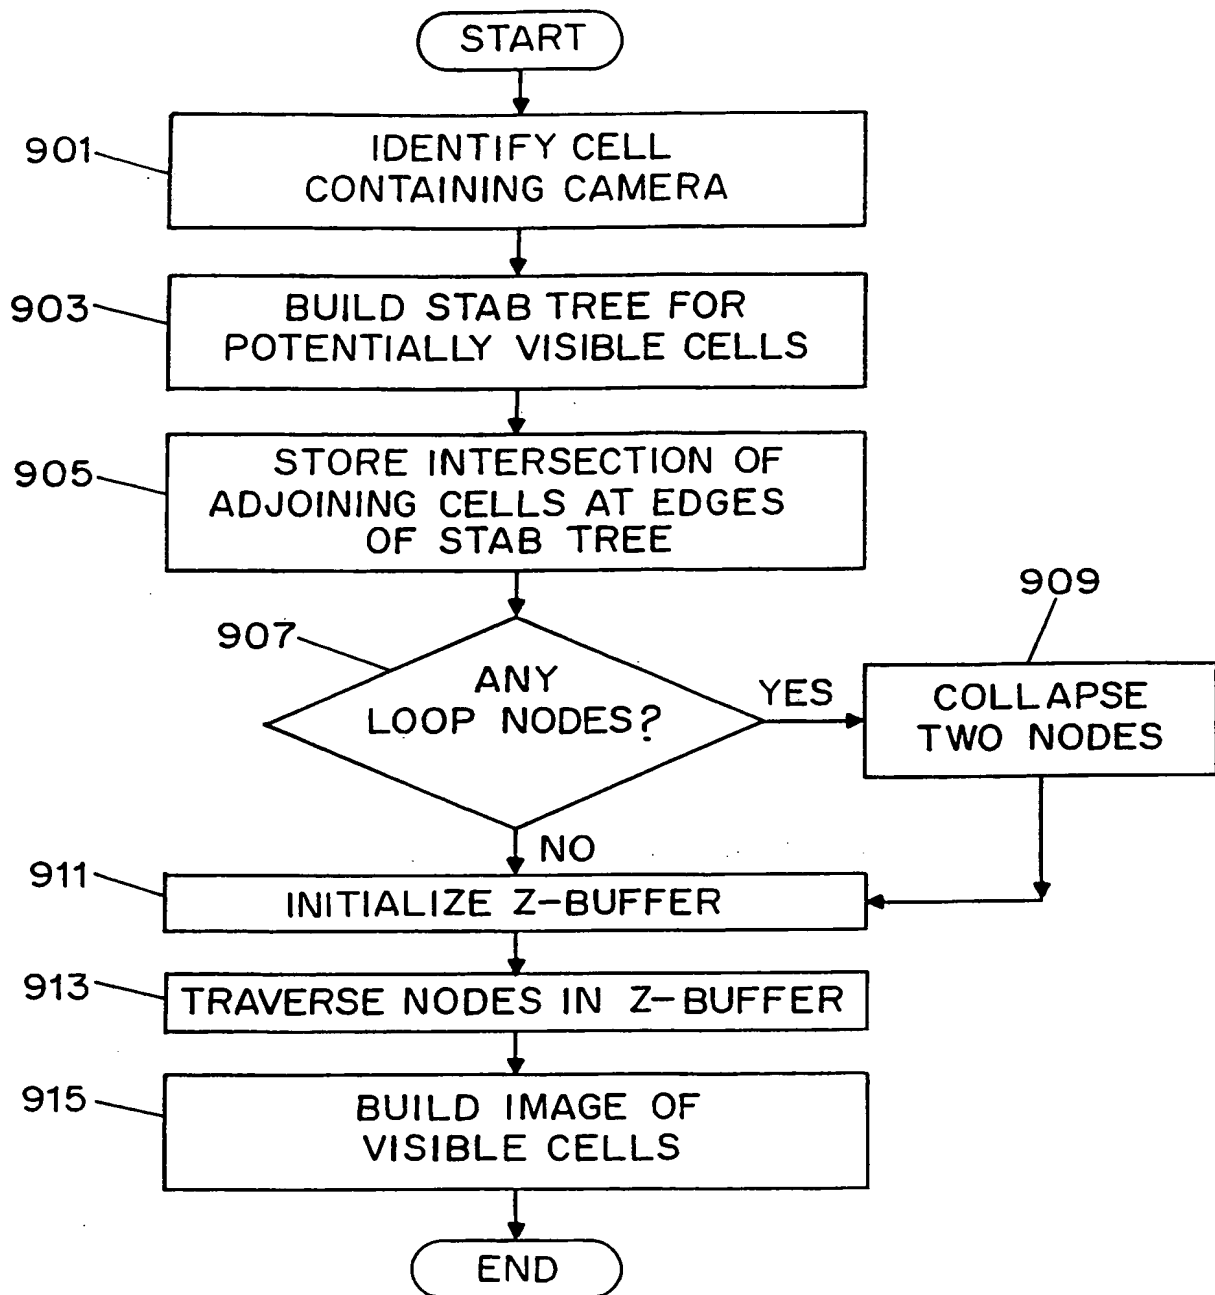 START
901
IDENTIFY CELL
CONTAINING CAMERA
903
BUILD STAB TREE FOR
POTENTIALLY VISIBLE CELLS
905
STORE INTERSECTION OF
ADJOINING CELLS AT EDGES
OF STAB TREE
907
ANY
LOOP NODES?
YES
909
COLLAPSE
TWO NODES
NO
911
INITIALIZE Z-BUFFER
913
TRAVERSE NODES IN Z-BUFFER
915
BUILD IMAGE OF
VISIBLE CELLS
END